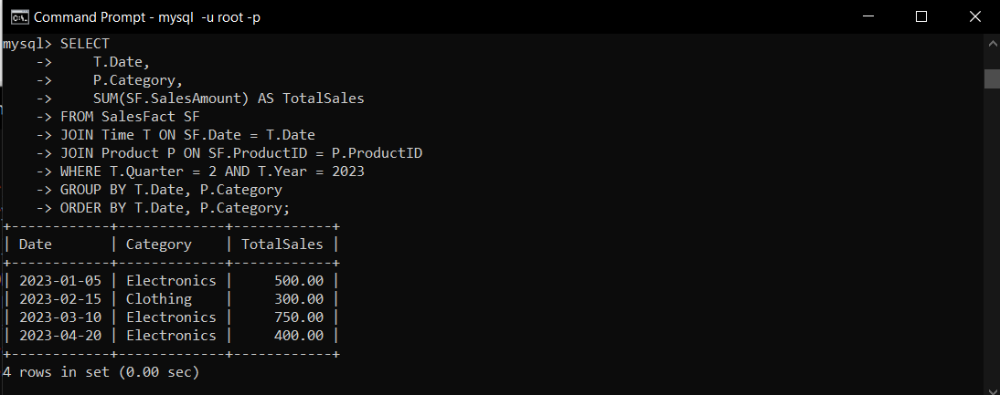 Command Prompt - mysql  -u root -p
mysql> SELECT
    ->     T.Date,
    ->     P.Category,
    ->     SUM(SF.SalesAmount) AS TotalSales
    -> FROM SalesFact SF
    -> JOIN Time T ON SF.Date = T.Date
    -> JOIN Product P ON SF.ProductID = P.ProductID
    -> WHERE T.Quarter = 2 AND T.Year = 2023
    -> GROUP BY T.Date, P.Category
    -> ORDER BY T.Date, P.Category;
+------------+-------------+------------+
| Date       | Category    | TotalSales |
+------------+-------------+------------+
| 2023-01-05 | Electronics |     500.00 |
| 2023-02-15 | Clothing    |     300.00 |
| 2023-03-10 | Electronics |     750.00 |
| 2023-04-20 | Electronics |     400.00 |
+------------+-------------+------------+
4 rows in set (0.00 sec)